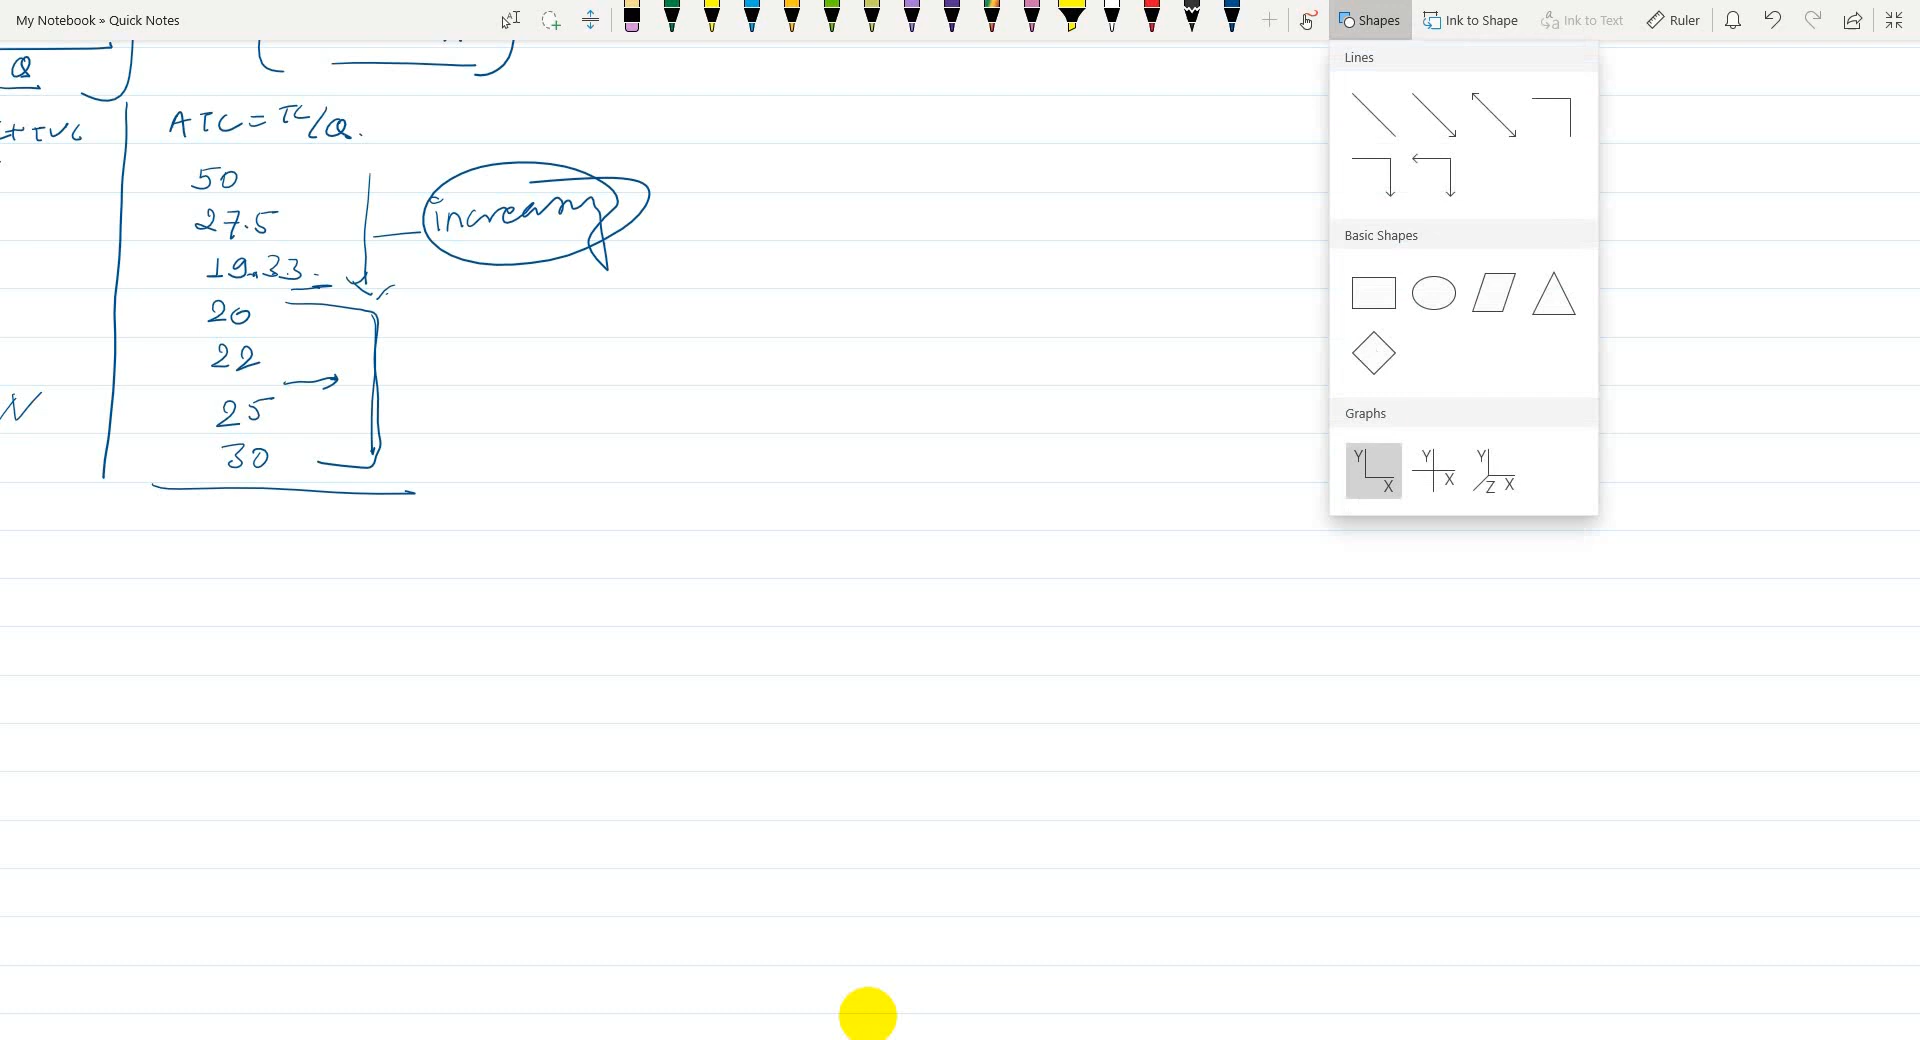 My Notebook » Quick Notes
Shapes
Ink to Shape
Ink to Text
Ruler
Lines
Basic Shapes
Graphs
Y
X
Y
X
Y
Z X
Q
+TVC
ATC = TC/Q.
50
27.5
increasing
19.33
20
22
25
N
30